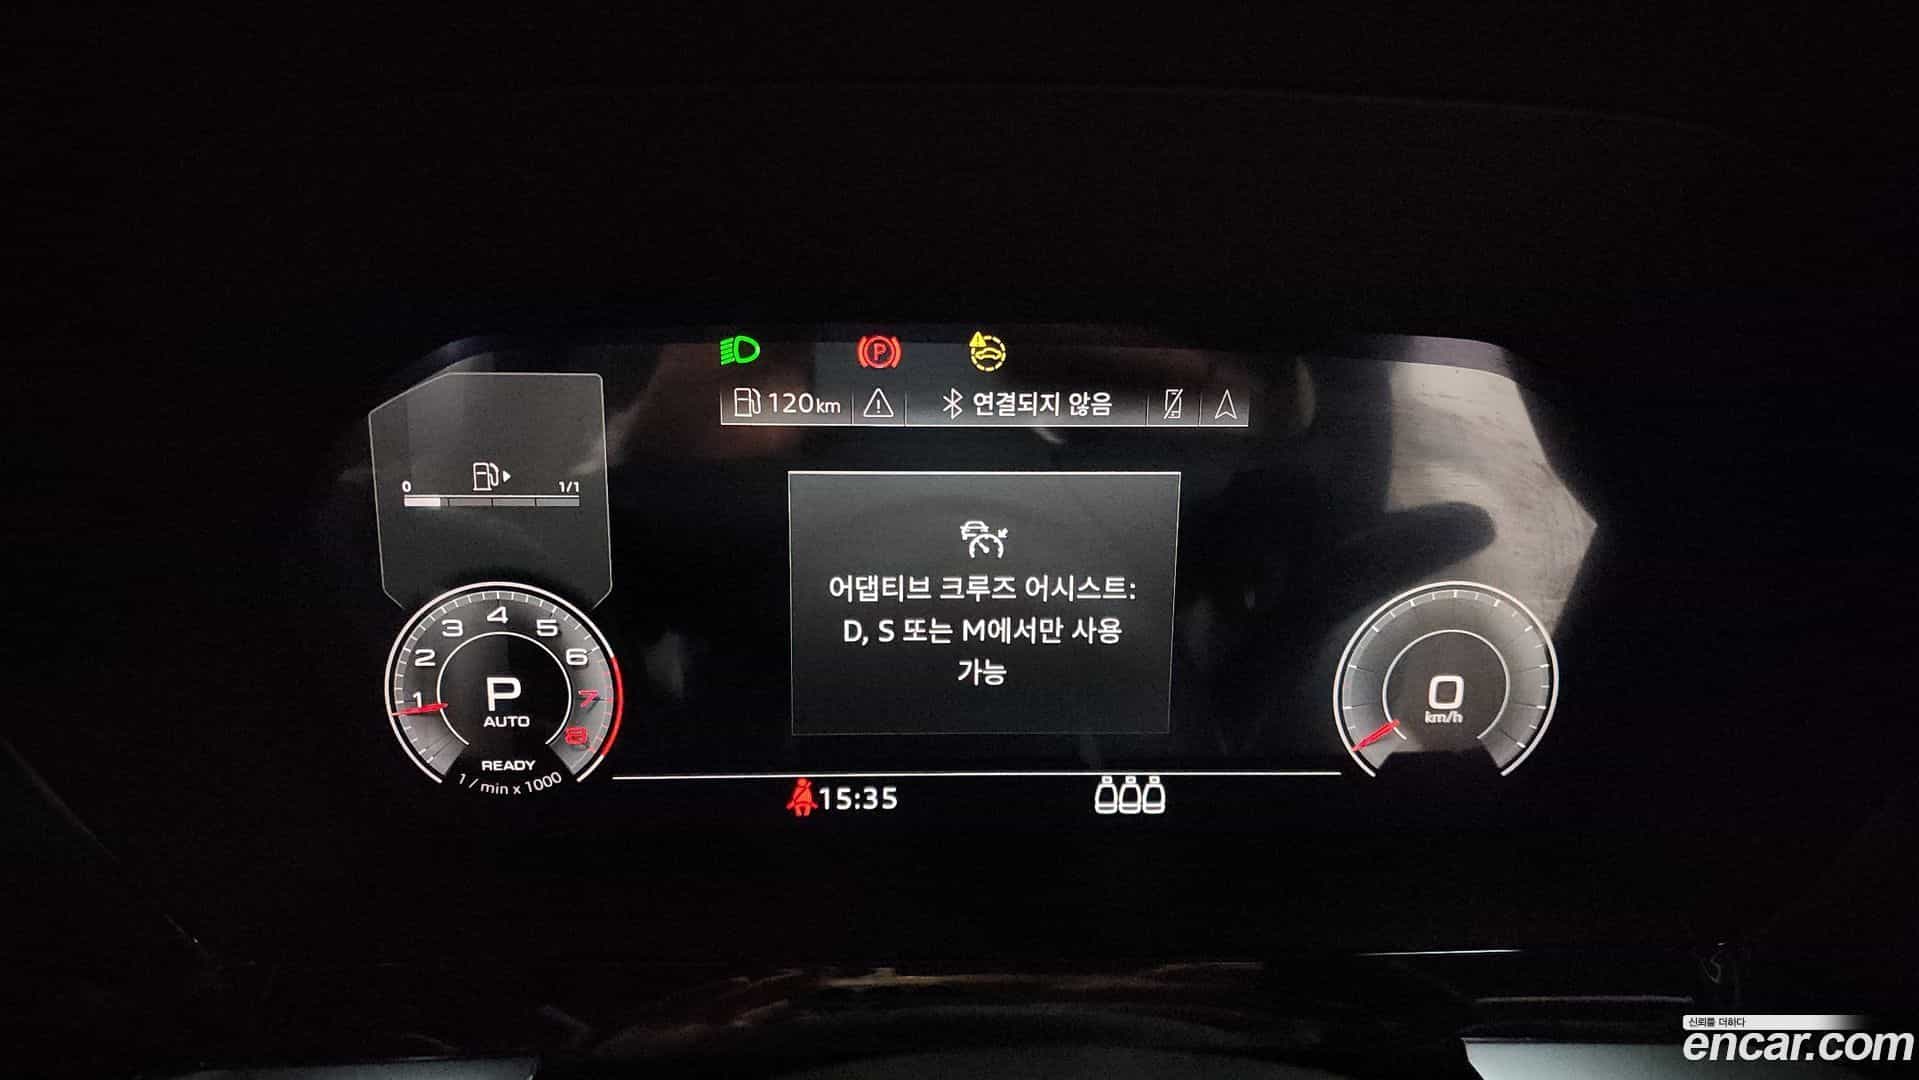 120km
연결되지 않음
0 1/1
어댑티브 크루즈 어시스트:
D, S 또는 M에서만 사용
가능
1 2 3 4 5 6 7 8
P
AUTO
READY
1 / min x 1000
0
km/h
15:35
신뢰를 더하다
encar.com